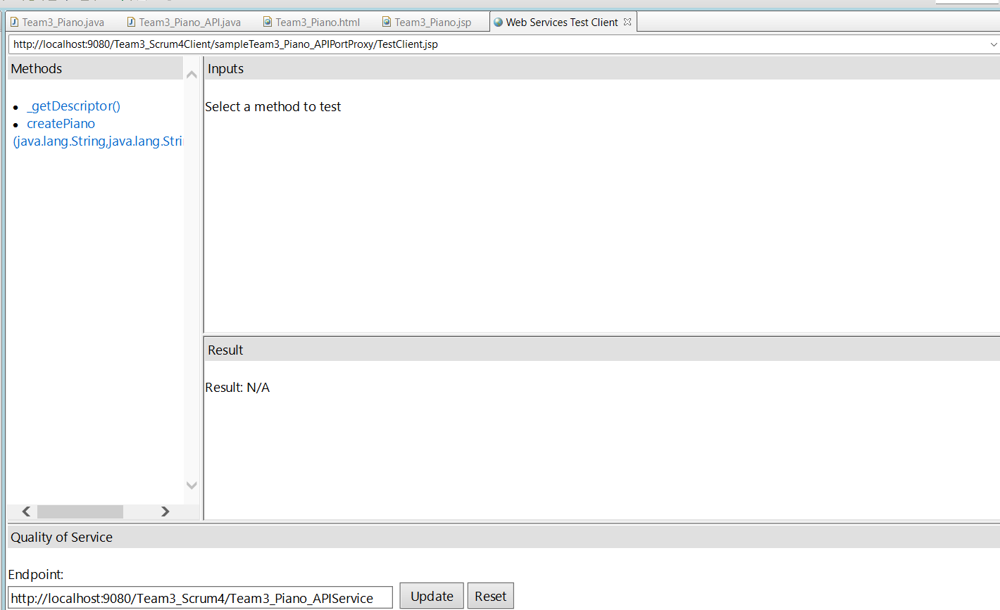 Team3_Piano.java Team3_Piano_API.java Team3_Piano.html Team3_Piano.jsp Web Services Test Client
http://localhost:9080/Team3_Scrum4Client/sampleTeam3_Piano_APIPortProxy/TestClient.jsp
Methods
_getDescriptor()
createPiano
(java.lang.String,java.lang.Stri
Inputs
Select a method to test
Result
Result: N/A
Quality of Service
Endpoint:
http://localhost:9080/Team3_Scrum4/Team3_Piano_APIService Update Reset